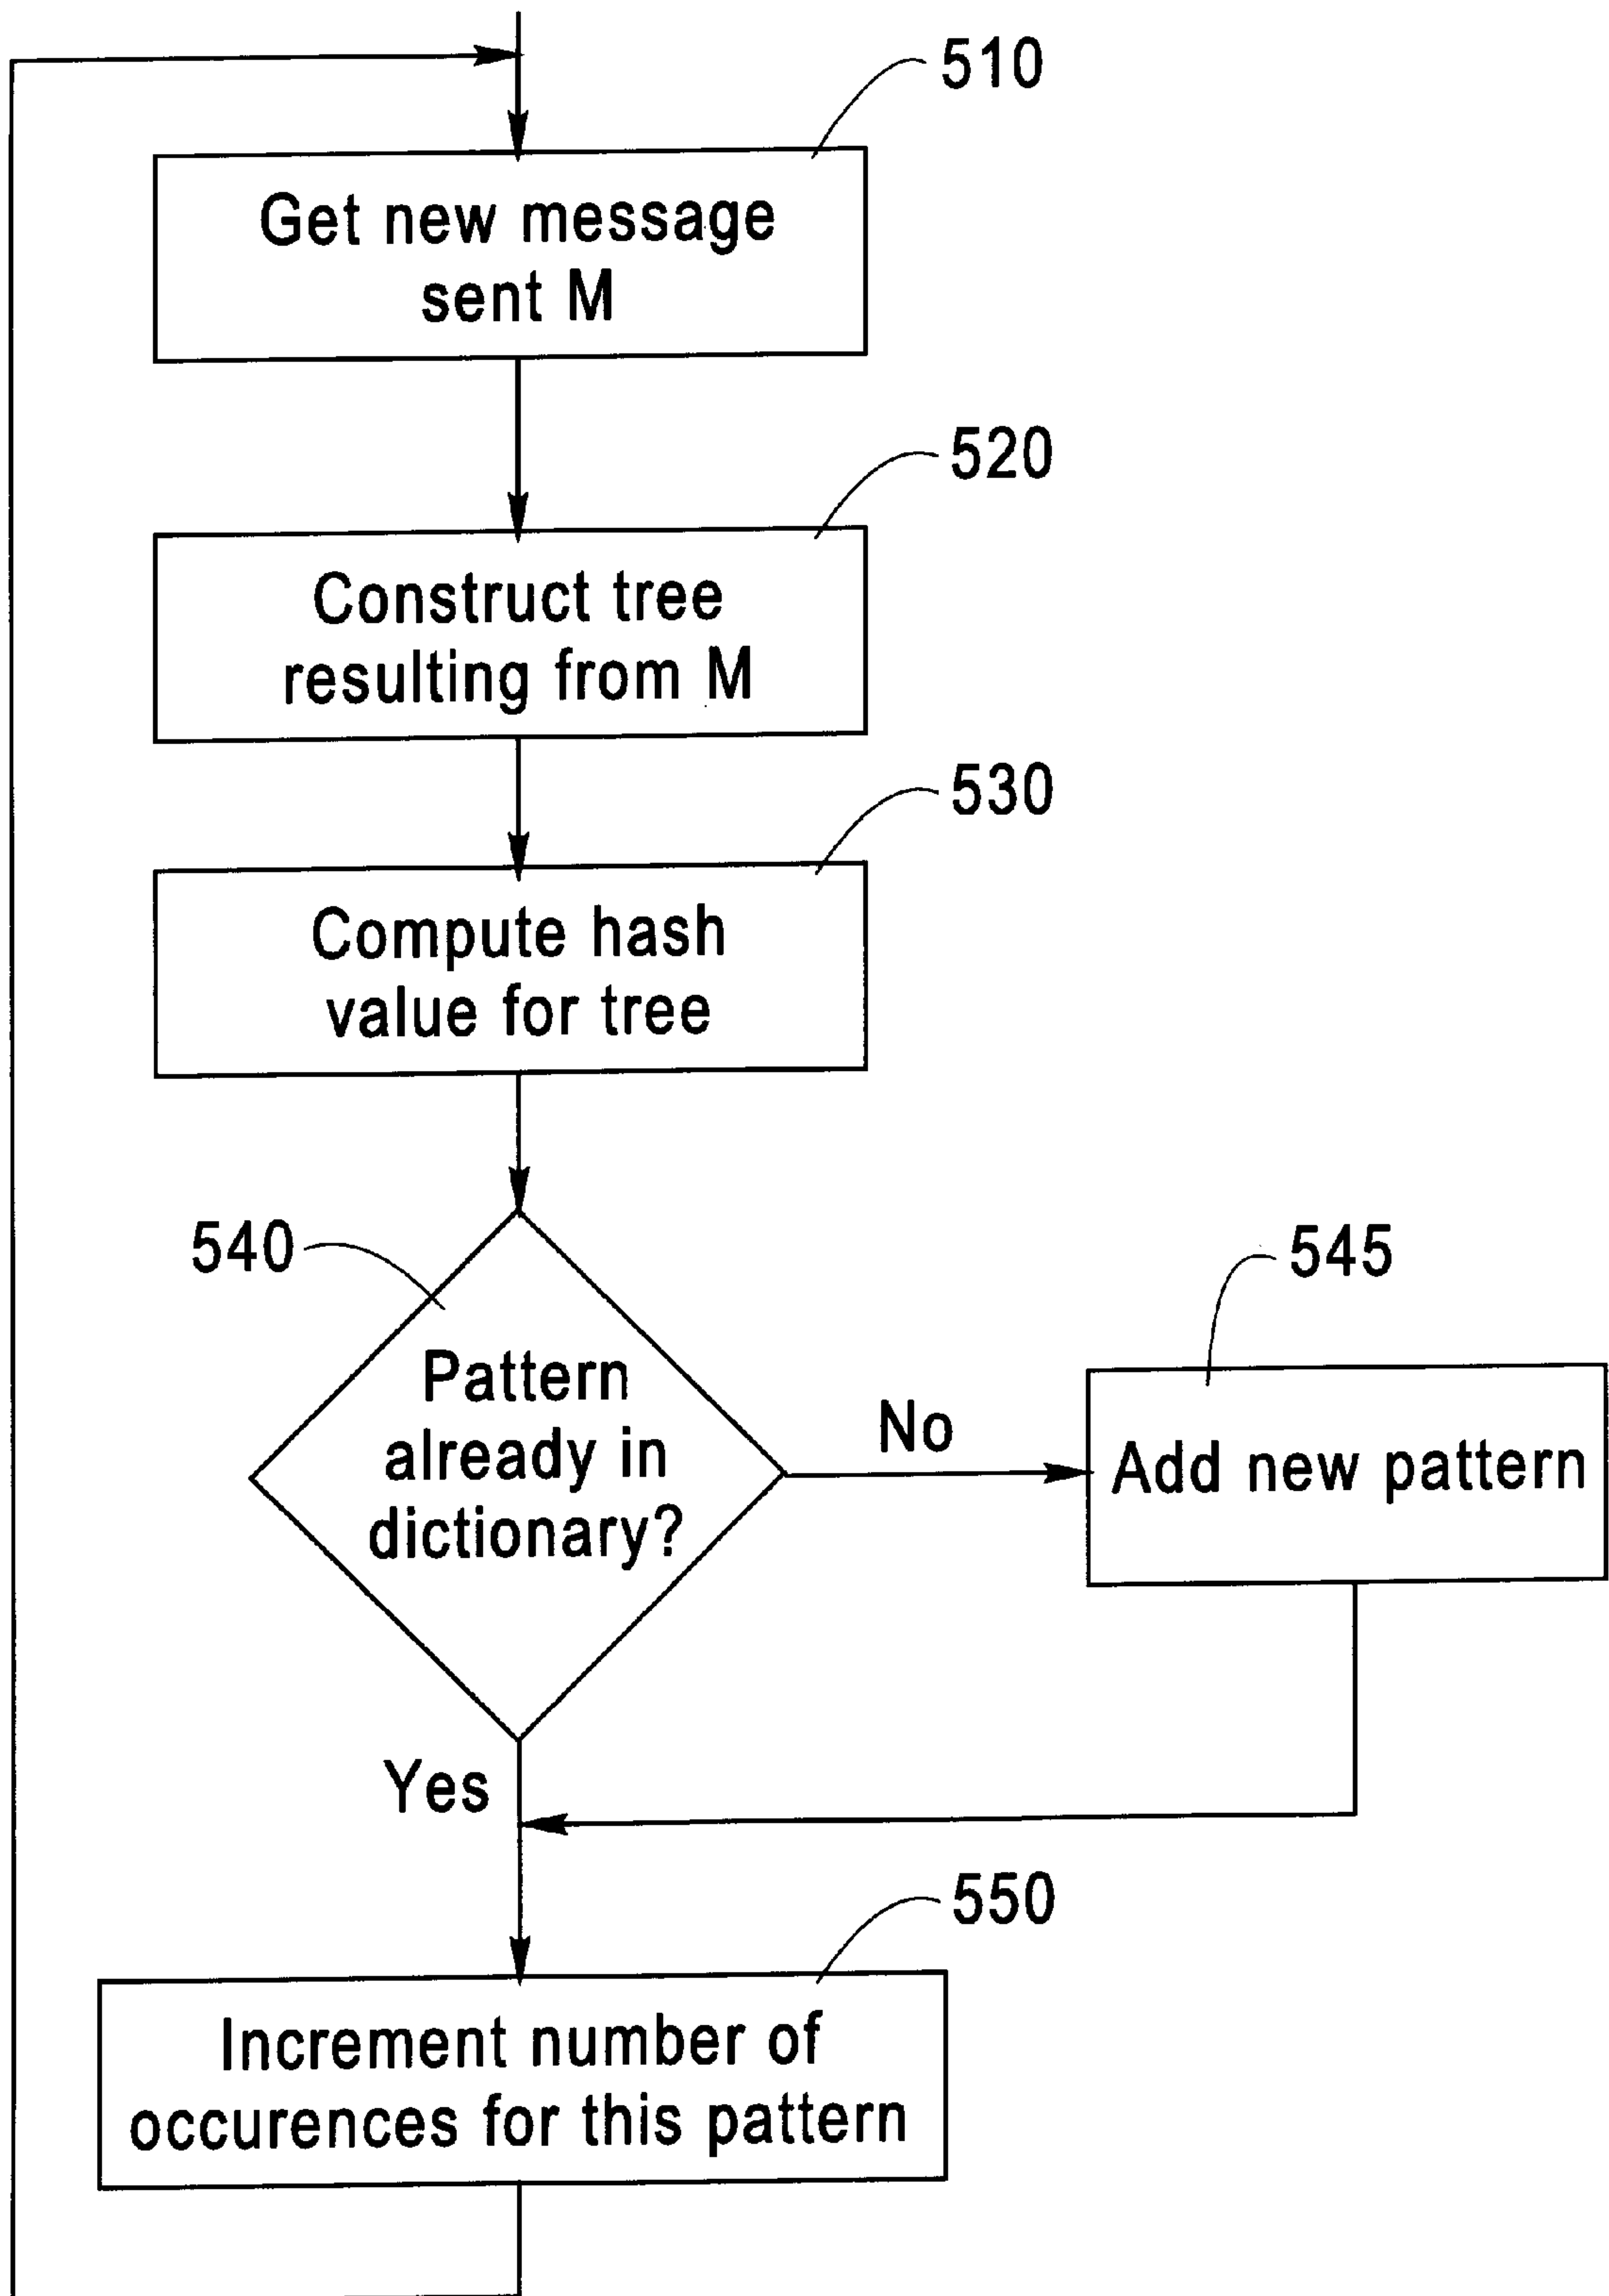 510
Get new message
sent M
520
Construct tree
resulting from M
530
Compute hash
value for tree
540
Pattern
already in
dictionary?
No
545
Add new pattern
Yes
550
Increment number of
occurences for this pattern